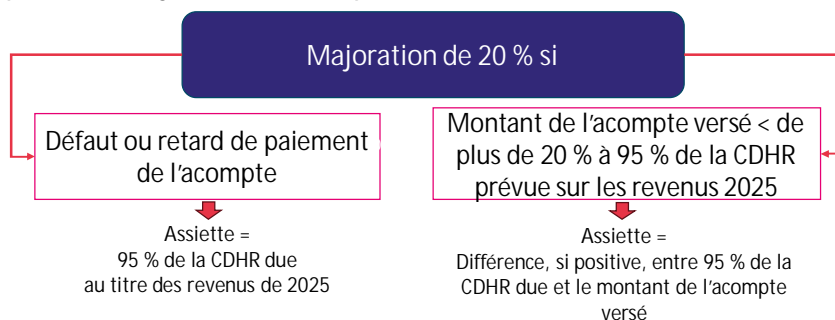 Majoration de 20 % si
Défaut ou retard de paiement
de l'acompte
Montant de l'acompte versé < de
plus de 20 % à 95 % de la CDHR
prévue sur les revenus 2025
Assiette =
95 % de la CDHR due
au titre des revenus de 2025
Assiette =
Différence, si positive, entre 95 % de la
CDHR due et le montant de l'acompte
versé